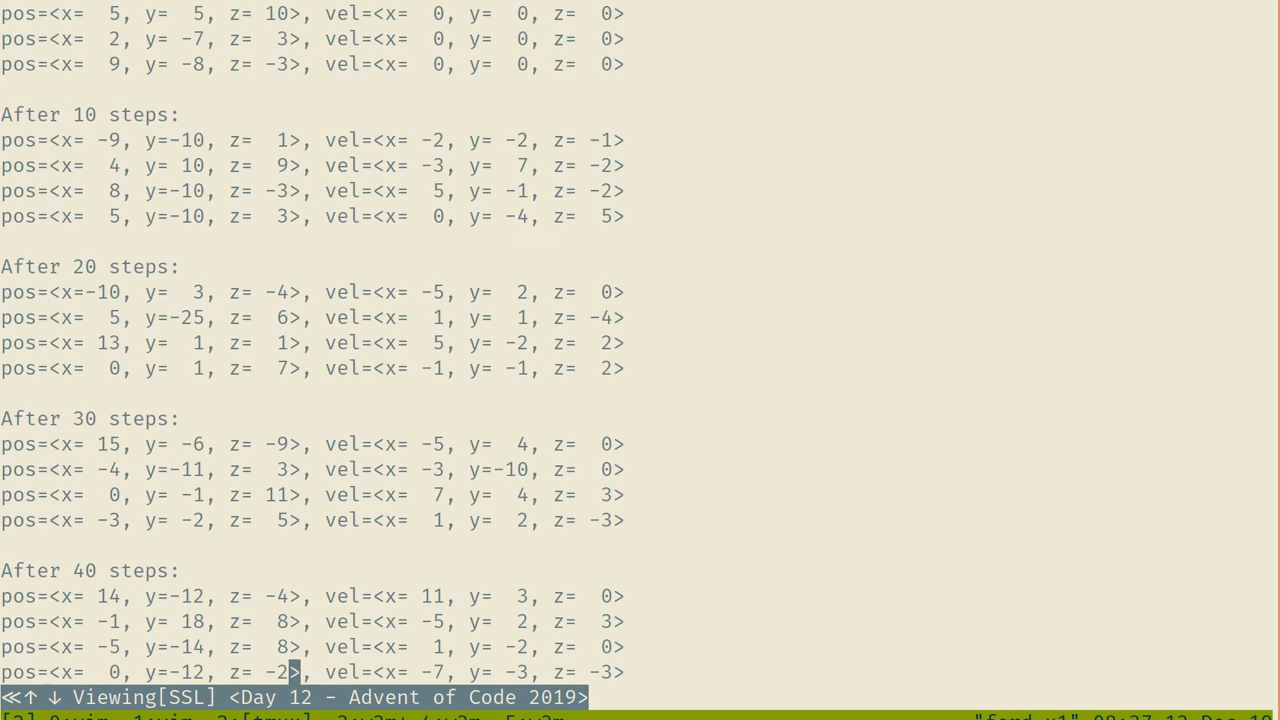 pos=<x=  5, y=  5, z= 10>, vel=<x=  0, y=  0, z=  0>
pos=<x=  2, y= -7, z=  3>, vel=<x=  0, y=  0, z=  0>
pos=<x=  9, y= -8, z= -3>, vel=<x=  0, y=  0, z=  0>
After 10 steps:
pos=<x= -9, y=-10, z=  1>, vel=<x= -2, y= -2, z= -1>
pos=<x=  4, y= 10, z=  9>, vel=<x= -3, y=  7, z= -2>
pos=<x=  8, y=-10, z= -3>, vel=<x=  5, y= -1, z= -2>
pos=<x=  5, y=-10, z=  3>, vel=<x=  0, y= -4, z=  5>
After 20 steps:
pos=<x=-10, y=  3, z= -4>, vel=<x= -5, y=  2, z=  0>
pos=<x=  5, y=-25, z=  6>, vel=<x=  1, y=  1, z= -4>
pos=<x= 13, y=  1, z=  1>, vel=<x=  5, y= -2, z=  2>
pos=<x=  0, y=  1, z=  7>, vel=<x= -1, y= -1, z=  2>
After 30 steps:
pos=<x= 15, y= -6, z= -9>, vel=<x= -5, y=  4, z=  0>
pos=<x= -4, y=-11, z=  3>, vel=<x= -3, y=-10, z=  0>
pos=<x=  0, y= -1, z= 11>, vel=<x=  7, y=  4, z=  3>
pos=<x= -3, y= -2, z=  5>, vel=<x=  1, y=  2, z= -3>
After 40 steps:
pos=<x= 14, y=-12, z= -4>, vel=<x= 11, y=  3, z=  0>
pos=<x= -1, y= 18, z=  8>, vel=<x= -5, y=  2, z=  3>
pos=<x= -5, y=-14, z=  8>, vel=<x=  1, y= -2, z=  0>
pos=<x=  0, y=-12, z= -2>, vel=<x= -7, y= -3, z= -3>
≪↑ ↓ Viewing[SSL] <Day 12 - Advent of Code 2019>